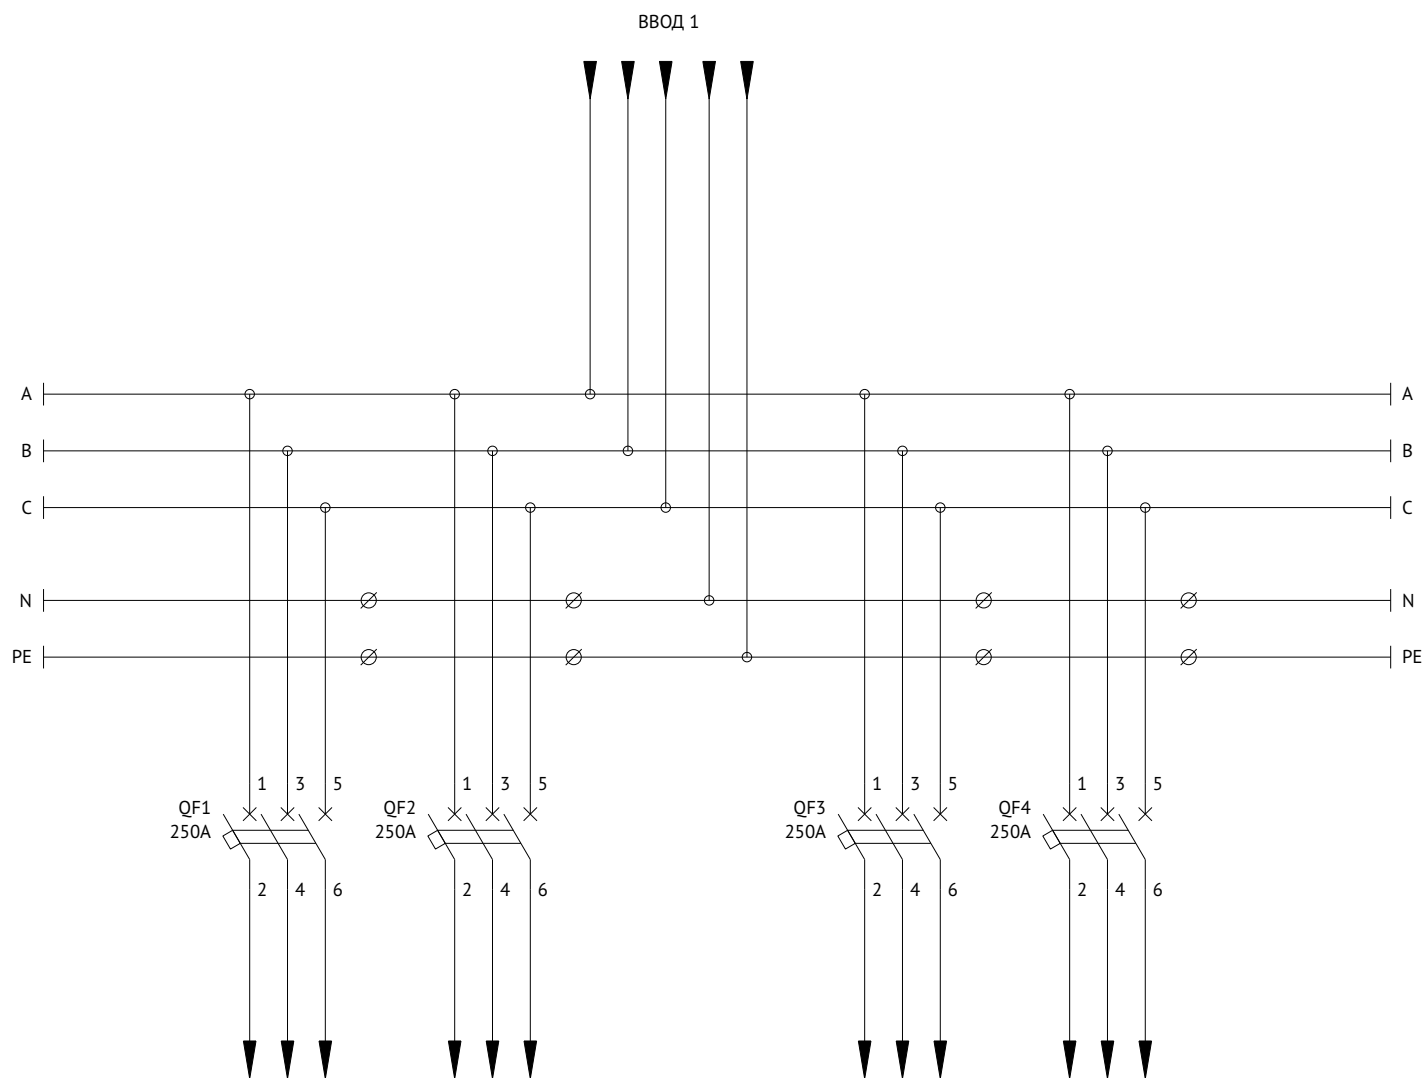 ВВОД 1
A A
B B
C C
N N
PE PE
1 3 5 1 3 5 1 3 5 1 3 5
QF1 QF2 QF3 QF4
250A 250A 250A 250A
2 4 6 2 4 6 2 4 6 2 4 6